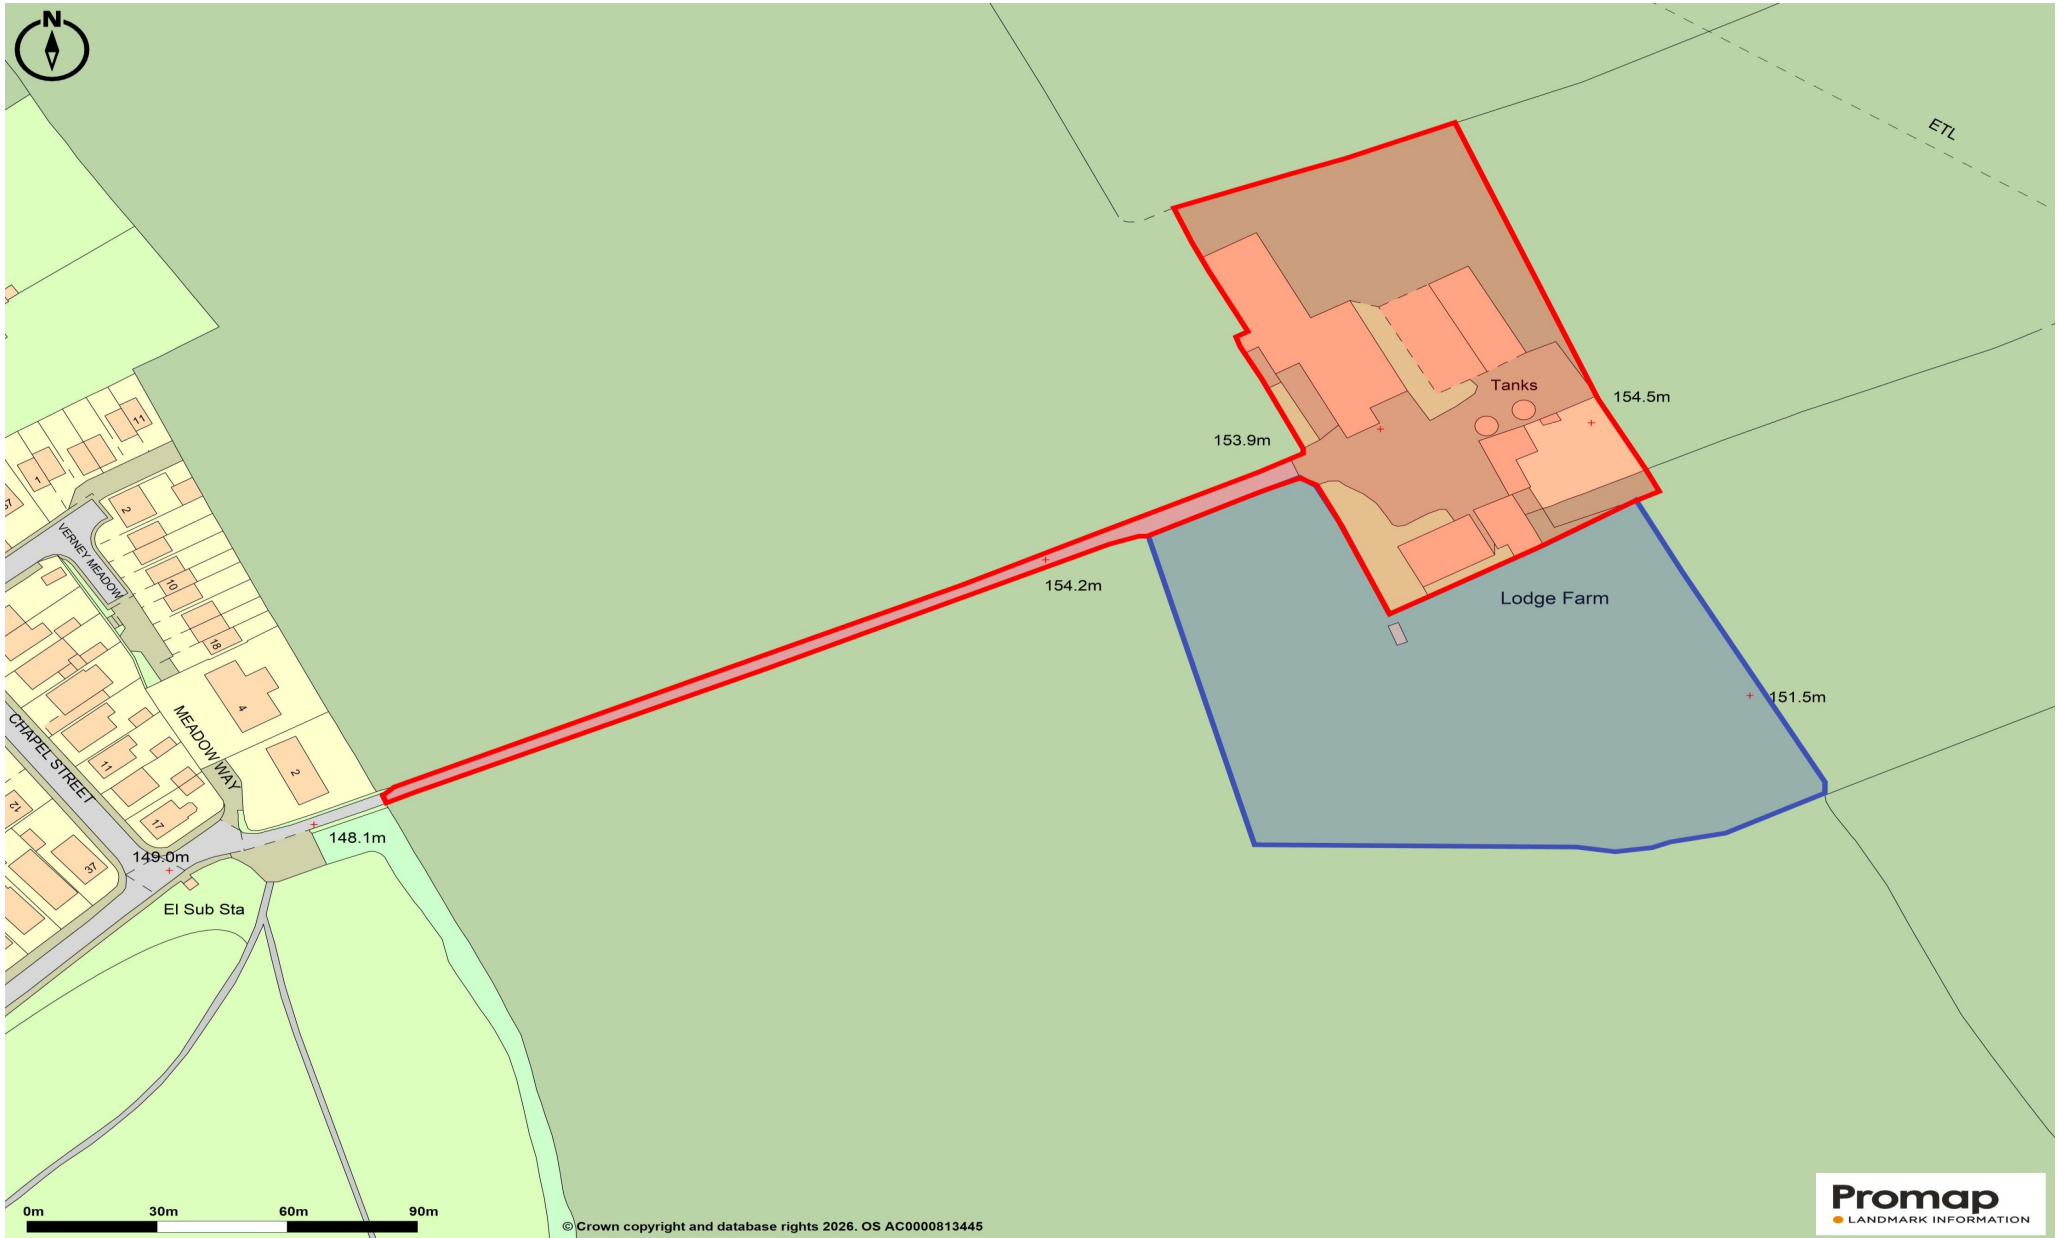 N
ETL
Tanks
154.5m
153.9m
154.2m
Lodge Farm
151.5m
11
1
2
VERNEY MEADOW
10
18
4
MEADOW WAY
2
CHAPEL STREET
11
17
12
37
149.0m
148.1m
El Sub Sta
0m 30m 60m 90m
© Crown copyright and database rights 2026. OS AC0000813445
Promap
LANDMARK INFORMATION